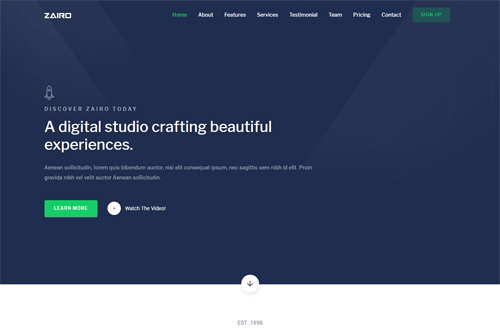 ZAIRO
Home About Features Services Testimonial Team Pricing Contact SIGN UP
DISCOVER ZAIRO TODAY
A digital studio crafting beautiful
experiences.
Aenean sollicitudin, lorem quis bibendum auctor, nisi elit consequat ipsum, nec sagittis sem nibh id elit. Proin
gravida nibh vel velit auctor Aenean sollicitudin.
LEARN MORE Watch The Video!
EST .1998